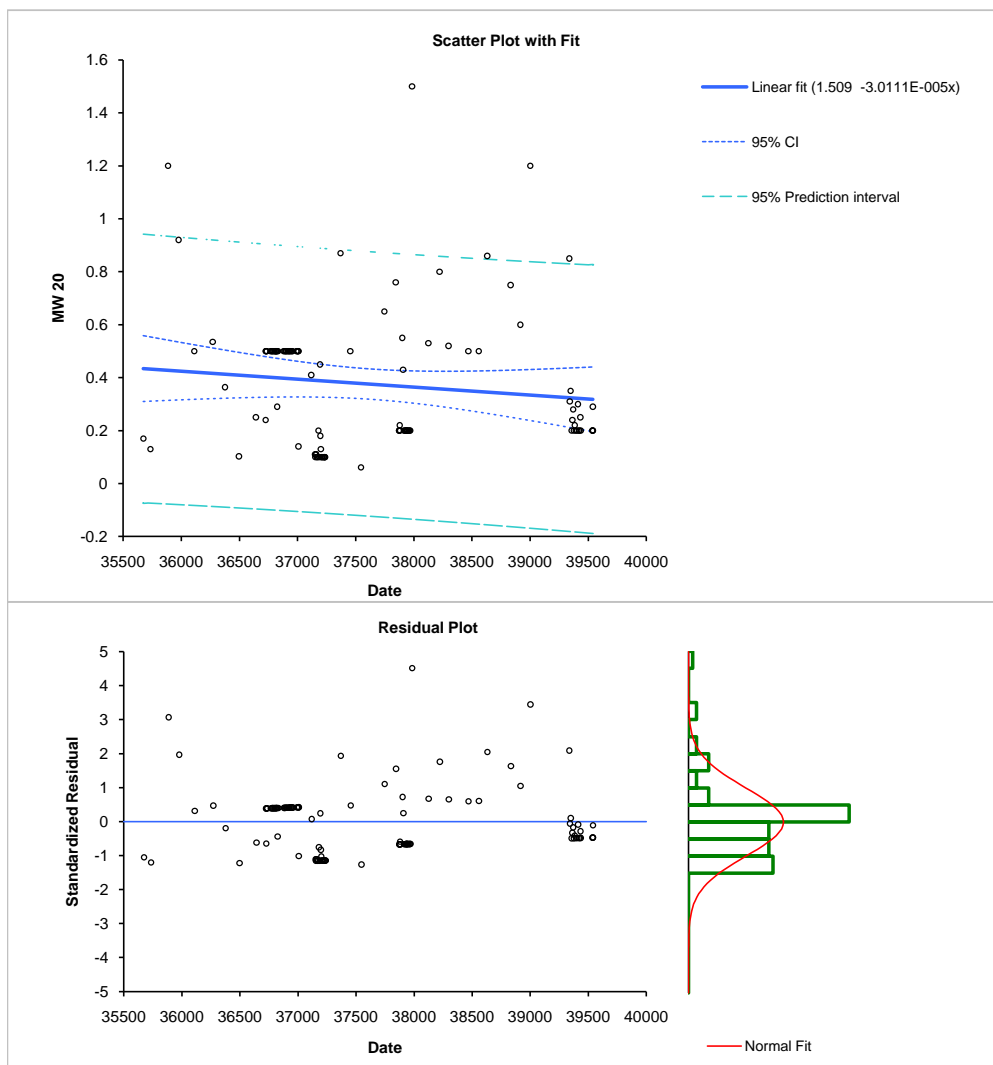 Scatter Plot with Fit
1.6
1.4
1.2
1
0.8
0.6
0.4
0.2
0
-0.2
MW 20
35500 36000 36500 37000 37500 38000 38500 39000 39500 40000
Date
Linear fit (1.509 -3.0111E-005x)
95% CI
95% Prediction interval
Residual Plot
5
4
3
2
1
0
-1
-2
-3
-4
-5
Standardized Residual
35500 36000 36500 37000 37500 38000 38500 39000 39500 40000
Date
Normal Fit